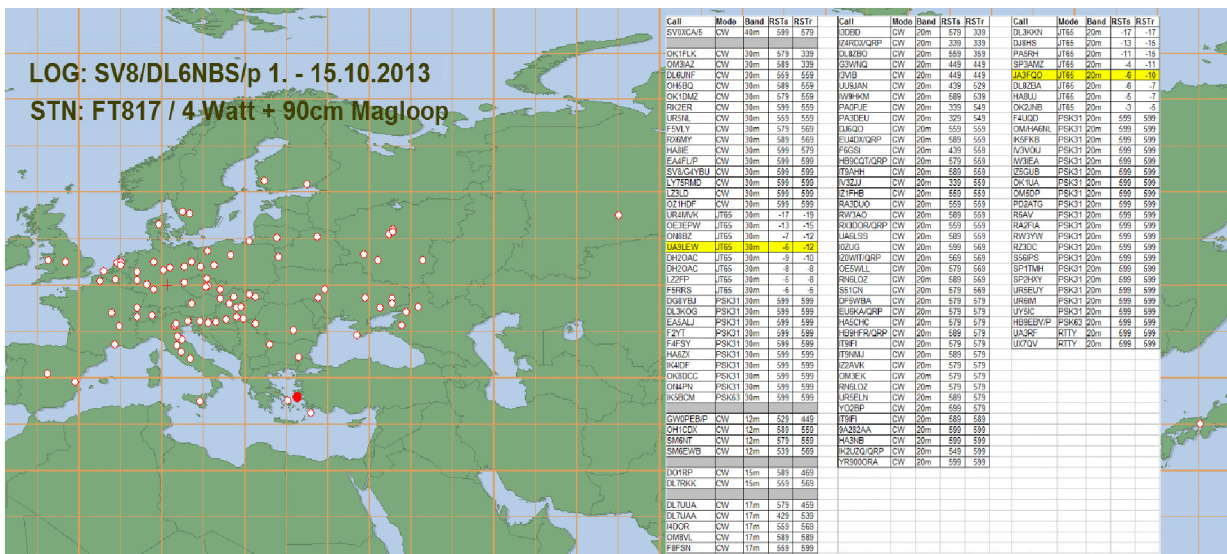 LOG: SV8/DL6NBS/p 1. - 15.10.2013
STN: FT817 / 4 Watt + 90cm Magloop
Call Mode Band RSTs RSTr
SV0XCA/5 CW 40m 599 579
OK1FLK CW 30m 579 339
OM3IAZ CW 30m 589 339
DL6UNF CW 30m 559 459
OH6BQ CW 30m 589 559
OK1DMZ CW 30m 579 559
RK2ER CW 30m 599 559
UR5NL CW 30m 559 559
F5VLY CW 30m 579 569
RX6MY CW 30m 589 569
HA8IE CW 30m 599 579
EA4FL/P CW 30m 599 599
SV8/G4YBU CW 30m 599 599
LY75RMD CW 30m 599 599
LZ3LD CW 30m 599 599
OZ1HDF CW 30m 599 599
UR4MVK JT65 30m -17 -19
OE3EPW JT65 30m -13 -15
ON8BZ JT65 30m -7 -12
UA9LEW JT65 30m -6 -12
DH2OAC JT65 30m -9 -10
DH2OAC JT65 30m -8 -8
LZ2FP JT65 30m -5 -8
F5RRS JT65 30m -6 -5
DG8YBJ PSK31 30m 599 599
DL3KOG PSK31 30m 599 599
EA5ALJ PSK31 30m 599 599
F2YT PSK31 30m 599 599
F4FSY PSK31 30m 599 599
HA6ZX PSK31 30m 599 599
IK4IDF PSK31 30m 599 599
OK8DCC PSK31 30m 599 599
ON4PN PSK31 30m 599 599
IK5BCM PSK63 30m 599 599
GW0PEB/P CW 12m 529 449
OH1CDX CW 12m 589 559
SM6NT CW 12m 579 559
SM6EWB CW 12m 539 569
DO1RP CW 15m 589 469
DL7RKK CW 15m 559 569
DL7UUA CW 17m 579 459
DL7UAA CW 17m 429 539
I4DOR CW 17m 559 569
OM8VL CW 17m 589 569
F8FSN CW 17m 559 599
Call Mode Band RSTs RSTr
I3DBD CW 20m 579 339
IZ4RDX/QRP CW 20m 339 339
DL8ZBO CW 20m 559 359
G3WNQ CW 20m 449 449
I3VIB CW 20m 449 449
UU9JAN CW 20m 439 529
IW9HKM CW 20m 589 539
PA0FUE CW 20m 339 549
PA3DEU CW 20m 329 549
DJ6QO CW 20m 559 559
EU4DX/QRP CW 20m 589 559
F6GSI CW 20m 439 559
HB9CQT/QRP CW 20m 579 559
IT9AHH CW 20m 589 559
IV3ZJJ CW 20m 339 559
IZ1FHB CW 20m 559 559
RA3DUO CW 20m 559 559
RW3AO CW 20m 589 559
RX3OOR/QRP CW 20m 559 559
UA6LSS CW 20m 589 559
I0ZUG CW 20m 599 569
IZ0WIT/QRP CW 20m 569 569
OE5WLL CW 20m 579 569
RN6LOZ CW 20m 589 569
S51CN CW 20m 579 569
DF5WBA CW 20m 579 579
EU6KA/QRP CW 20m 579 579
HA5CHC CW 20m 579 579
HB9HFR/QRP CW 20m 589 579
IT9IFI CW 20m 579 579
IT9NMJ CW 20m 589 579
IZ2AVK CW 20m 579 579
OM3EK CW 20m 579 579
RN6LOZ CW 20m 579 579
UR5ELN CW 20m 589 579
YO2BP CW 20m 599 579
IT9IFI CW 20m 589 589
9A282AA CW 20m 599 599
HA3NB CW 20m 599 599
IK2UZQ/QRP CW 20m 549 599
YR900ORA CW 20m 599 599
Call Mode Band RSTs RSTr
DL3KKN JT65 20m -17 -17
DJ8HS JT65 20m -13 -15
PA5RH JT65 20m -11 -15
SP3AMZ JT65 20m -4 -11
JA3FQO JT65 20m -6 -10
DL8ZBA JT65 20m -6 -7
HA8UJ JT65 20m -5 -7
OK2JNB JT65 20m -3 -5
F4UQD PSK31 20m 599 599
OM/HA6NL PSK31 20m 599 599
IK5FKB PSK31 20m 599 599
IV3VOU PSK31 20m 599 599
IW3IEA PSK31 20m 599 599
IZ5GUB PSK31 20m 599 599
OK1UA PSK31 20m 599 599
OM5DP PSK31 20m 599 599
PD2ATG PSK31 20m 599 599
R6AV PSK31 20m 599 599
RA2FIA PSK31 20m 599 599
RW3YW PSK31 20m 599 599
RZ3DC PSK31 20m 599 599
S56IPS PSK31 20m 599 599
SP1TMH PSK31 20m 599 599
SP2HXY PSK31 20m 599 599
UR5EUY PSK31 20m 599 599
UR6IM PSK31 20m 599 599
UY5IC PSK31 20m 599 599
HB9EBV/P PSK63 20m 599 599
UA3RF RTTY 20m 599 599
UX7QV RTTY 20m 599 599